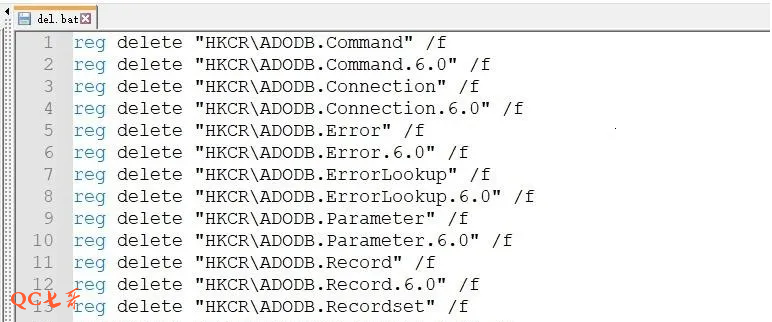 del.bat
1 reg delete "HKCR\ADODB.Command" /f
2 reg delete "HKCR\ADODB.Command.6.0" /f
3 reg delete "HKCR\ADODB.Connection" /f
4 reg delete "HKCR\ADODB.Connection.6.0" /f
5 reg delete "HKCR\ADODB.Error" /f
6 reg delete "HKCR\ADODB.Error.6.0" /f
7 reg delete "HKCR\ADODB.ErrorLookup" /f
8 reg delete "HKCR\ADODB.ErrorLookup.6.0" /f
9 reg delete "HKCR\ADODB.Parameter" /f
10 reg delete "HKCR\ADODB.Parameter.6.0" /f
11 reg delete "HKCR\ADODB.Record" /f
12 reg delete "HKCR\ADODB.Record.6.0" /f
13 reg delete "HKCR\ADODB.Recordset" /f
QC